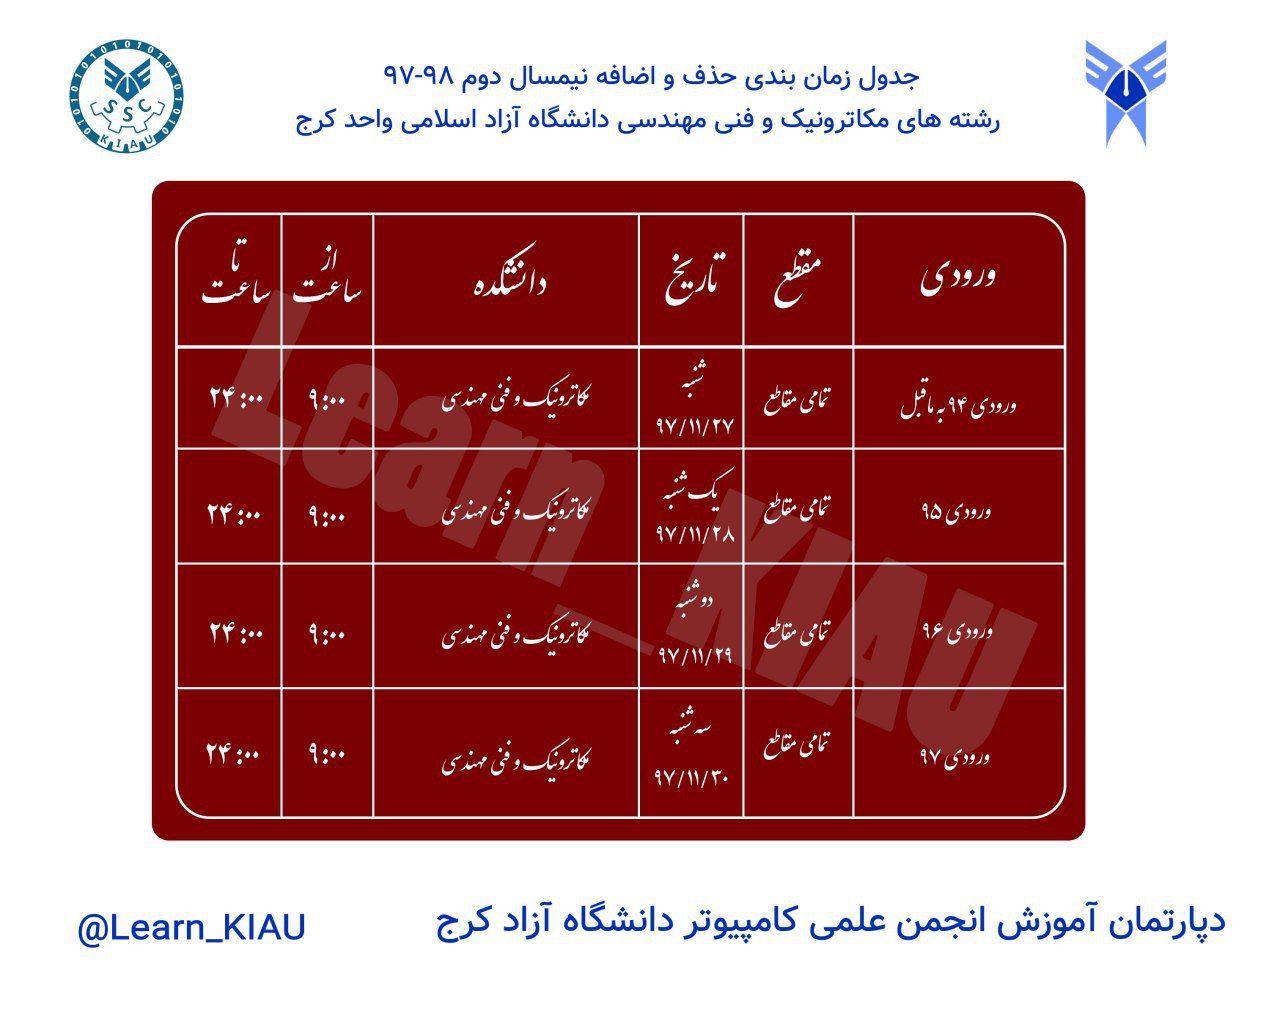 جدول زمان بندی حذف و اضافه نیمسال دوم ۹۸-۹۷
رشته های مکاترونیک و فنی مهندسی دانشگاه آزاد اسلامی واحد کرج
101010101010101010
SSC
KIAU
ورودی مقطع تاریخ دانشکده از ساعت تا ساعت
ورودی ۹۴ به ماقبل تمامی مقاطع شنبه ۹۷/۱۱/۲۷ مکاترونیک و فنی مهندسی ۹:۰۰ ۲۴:۰۰
ورودی ۹۵ تمامی مقاطع یک شنبه ۹۷/۱۱/۲۸ مکاترونیک و فنی مهندسی ۹:۰۰ ۲۴:۰۰
ورودی ۹۶ تمامی مقاطع دو شنبه ۹۷/۱۱/۲۹ مکاترونیک و فنی مهندسی ۹:۰۰ ۲۴:۰۰
ورودی ۹۷ تمامی مقاطع سه شنبه ۹۷/۱۱/۳۰ مکاترونیک و فنی مهندسی ۹:۰۰ ۲۴:۰۰
Learn_KIAU
دپارتمان آموزش انجمن علمی کامپیوتر دانشگاه آزاد کرج
@Learn_KIAU